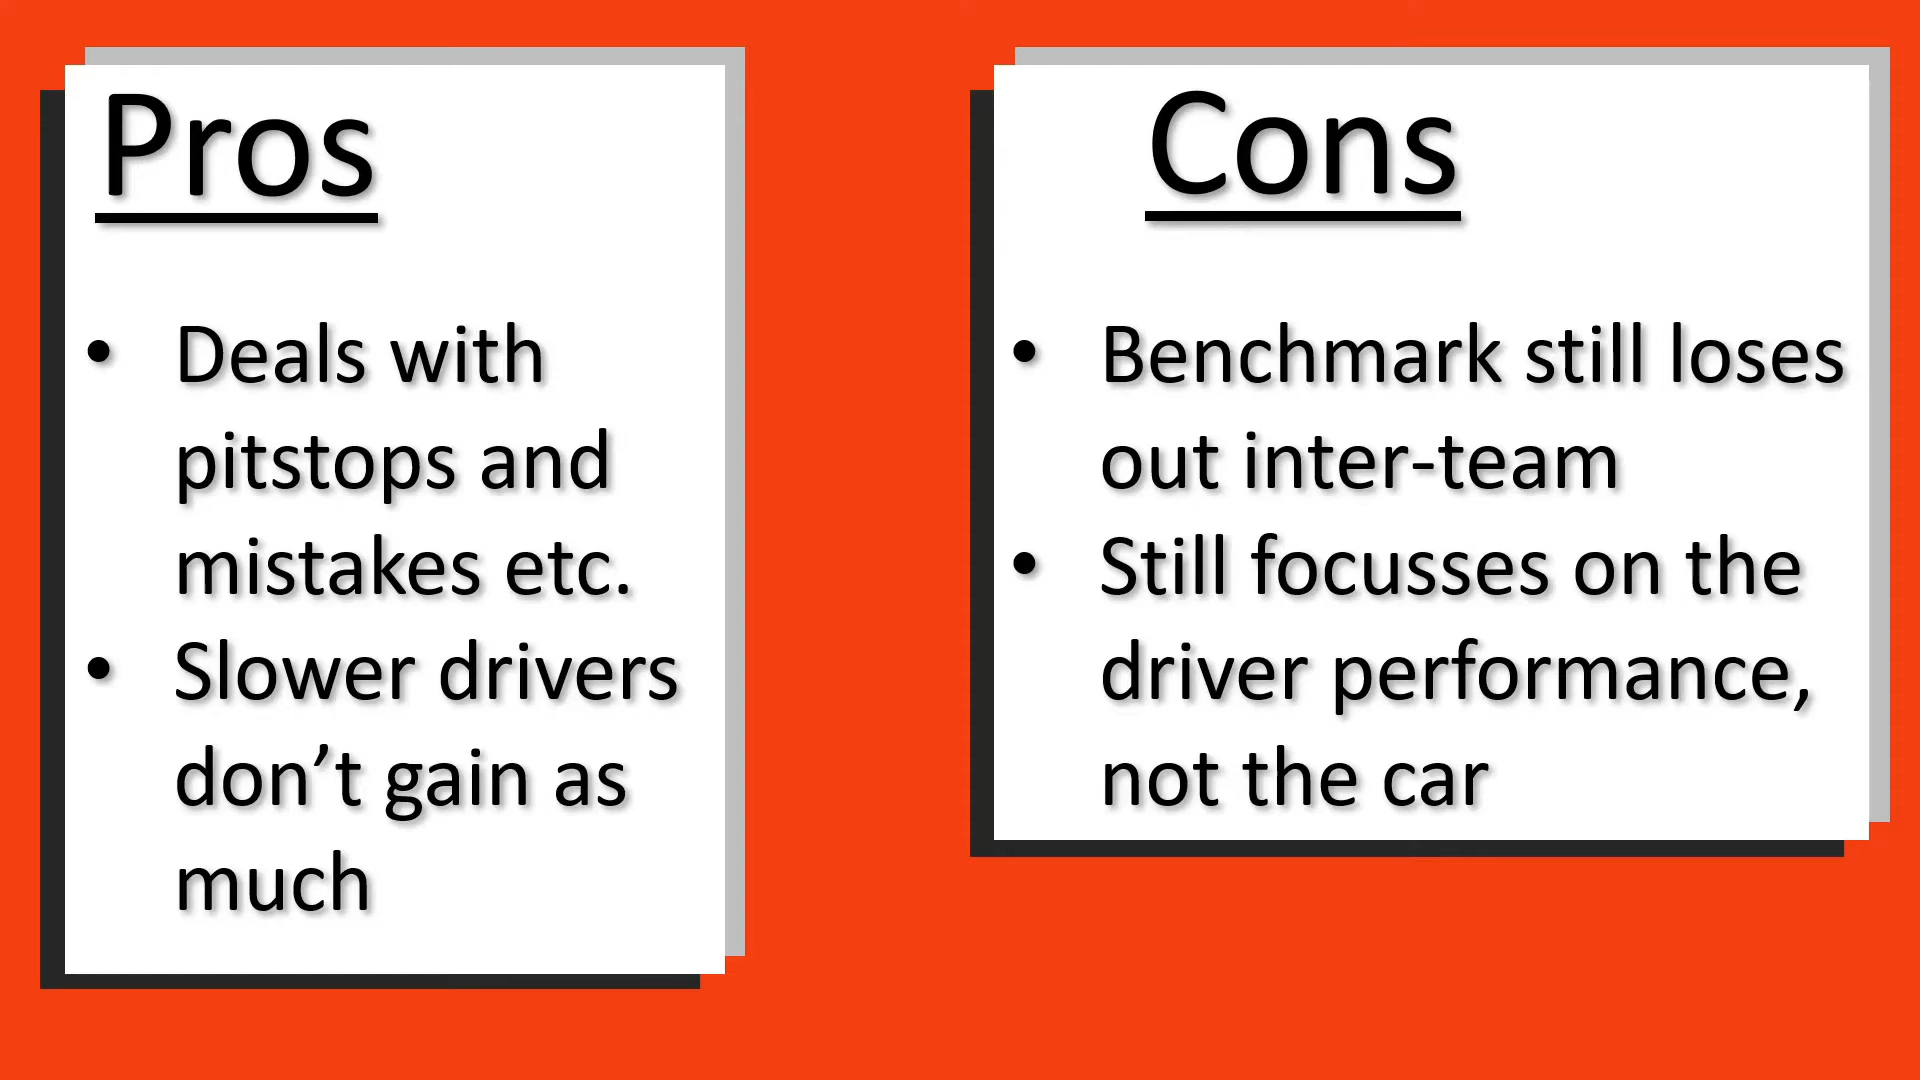 Pros
• Deals with
pitstops and
mistakes etc.
• Slower drivers
don’t gain as
much
Cons
• Benchmark still loses
out inter-team
• Still focusses on the
driver performance,
not the car